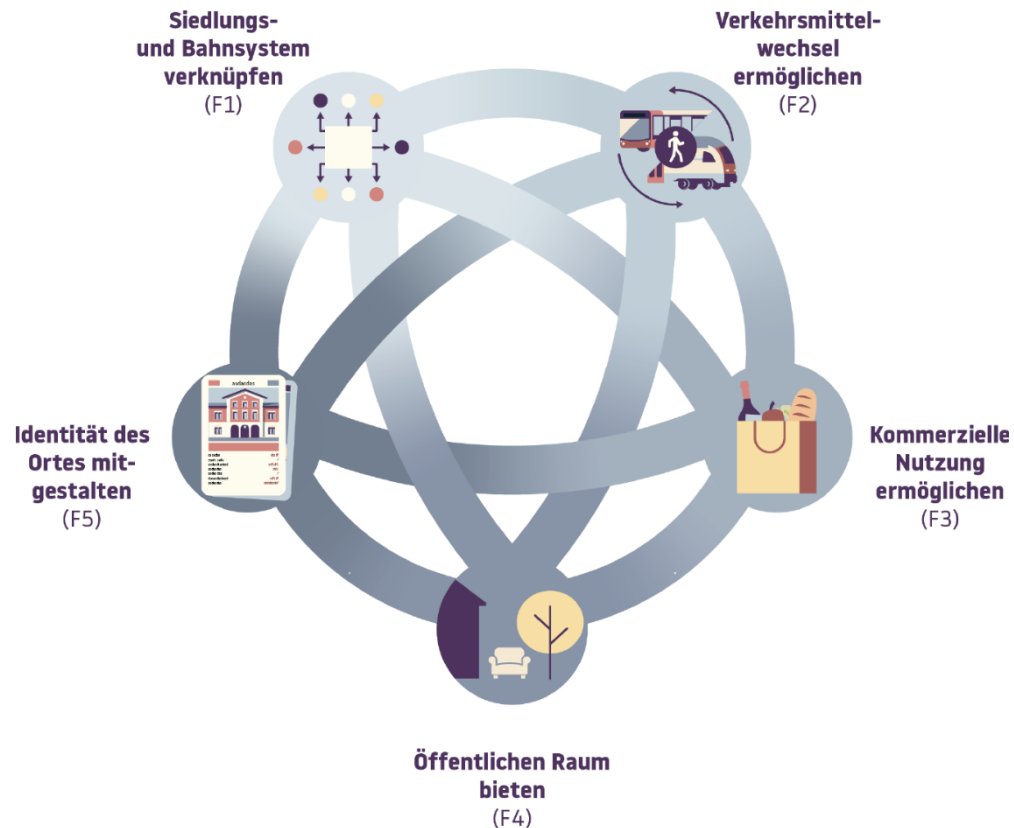 Siedlungs-
und Bahnsystem
verknüpfen
(F1)
Verkehrsmittel-
wechsel
ermöglichen
(F2)
Identität des
Ortes mit-
gestalten
(F5)
Kommerzielle
Nutzung
ermöglichen
(F3)
Öffentlichen Raum
bieten
(F4)